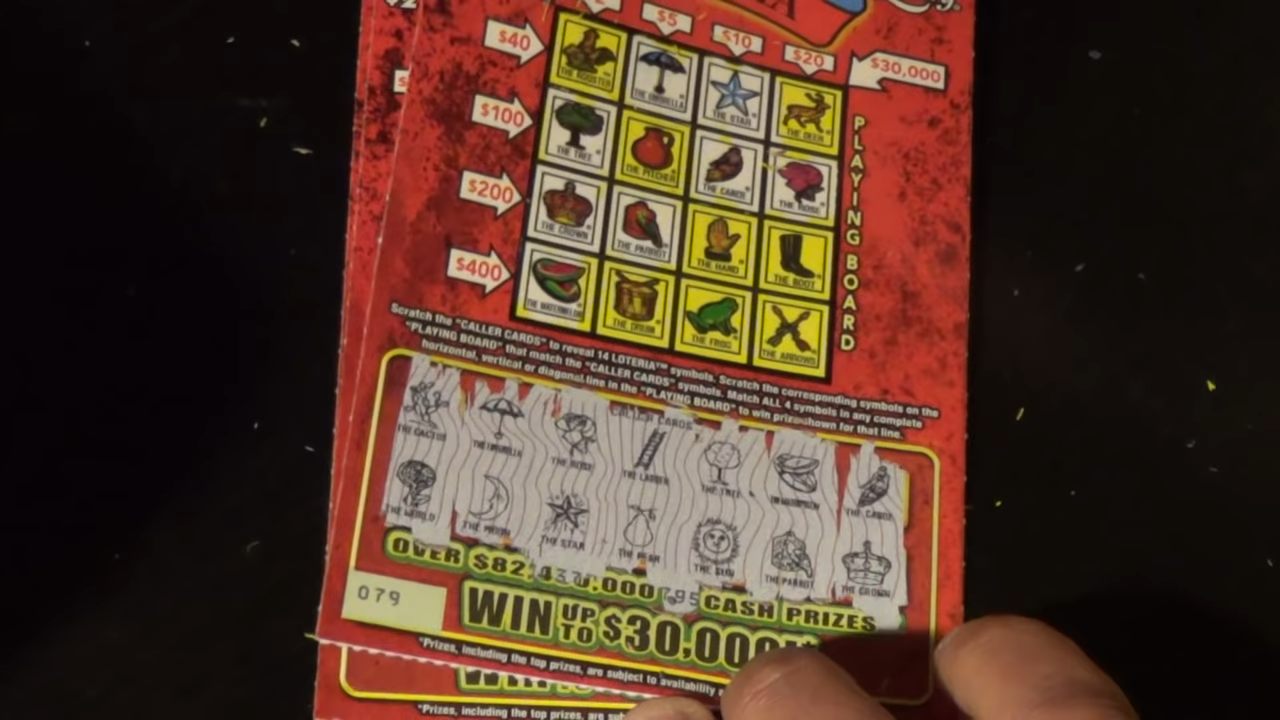 $5
$10
$20
$30,000
$40
THE ROOSTER
THE UMBRELLA
THE STAR
THE DEER
$100
THE TREE
THE PITCHER
THE CANOE
THE ROSE
$200
THE CROWN
THE PARROT
THE HAND
THE BOOT
$400
THE WATERMELON
THE DRUM
THE FROG
THE ARROWS
PLAYING BOARD
Scratch the "CALLER CARDS" to reveal 14 LOTERIA™ symbols. Scratch the corresponding symbols on the
"PLAYING BOARD" that match the "CALLER CARDS" symbols. Match ALL 4 symbols in any complete
horizontal, vertical or diagonal line in the "PLAYING BOARD" to win prize shown for that line.
CALLER CARDS
THE CACTUS
THE UMBRELLA
THE ROSE
THE LADDER
THE TREE
THE WATERMELON
THE CANOE
THE WORLD
THE MOON
THE STAR
THE PEAR
THE SUN
THE PARROT
THE CROWN
OVER $82, ,000 CASH PRIZES
079
WIN UP TO $30,000
*Prizes, including the top prizes, are subject to availability
*Prizes, including the top prizes, are